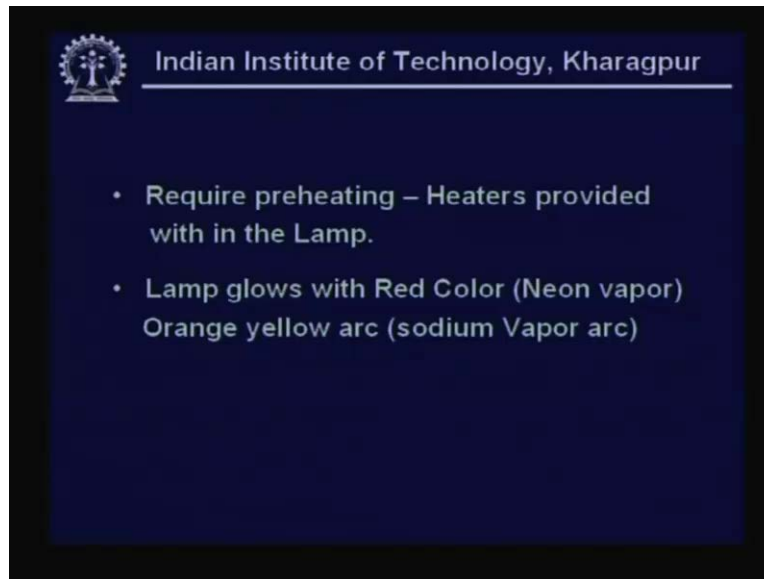 Indian Institute of Technology, Kharagpur
• Require preheating – Heaters provided
with in the Lamp.
• Lamp glows with Red Color (Neon vapor)
Orange yellow arc (sodium Vapor arc)